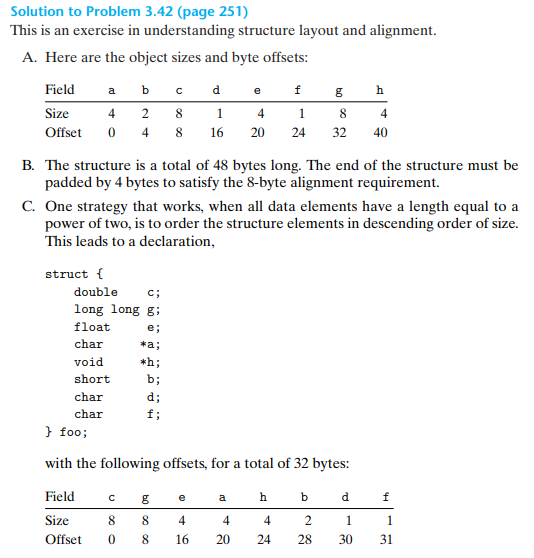 Solution to Problem 3.42 (page 251)
This is an exercise in understanding structure layout and alignment.
A. Here are the object sizes and byte offsets:
Field a b c d e f g h
Size 4 2 8 1 4 1 8 4
Offset 0 4 8 16 20 24 32 40
B. The structure is a total of 48 bytes long. The end of the structure must be
padded by 4 bytes to satisfy the 8-byte alignment requirement.
C. One strategy that works, when all data elements have a length equal to a
power of two, is to order the structure elements in descending order of size.
This leads to a declaration,
struct {
double c;
long long g;
float e;
char *a;
void *h;
short b;
char d;
char f;
} foo;
with the following offsets, for a total of 32 bytes:
Field c g e a h b d f
Size 8 8 4 4 4 2 1 1
Offset 0 8 16 20 24 28 30 31